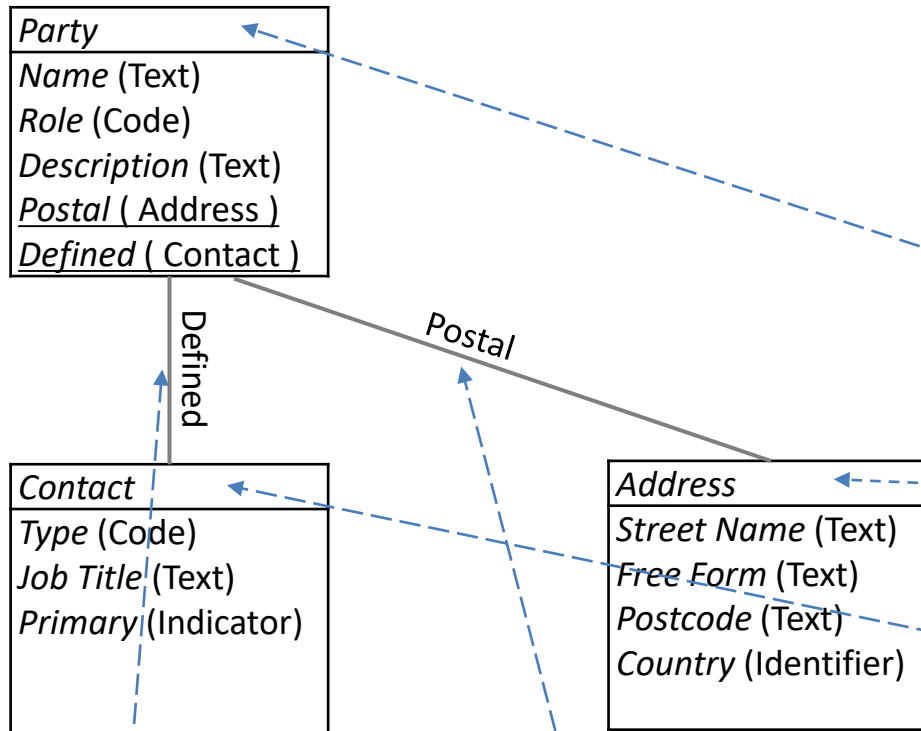 Party
Name (Text)
Role (Code)
Description (Text)
Postal ( Address )
Defined ( Contact )
Defined
Postal
Contact
Type (Code)
Job Title (Text)
Primary (Indicator)
Address
Street Name (Text)
Free Form (Text)
Postcode (Text)
Country (Identifier)